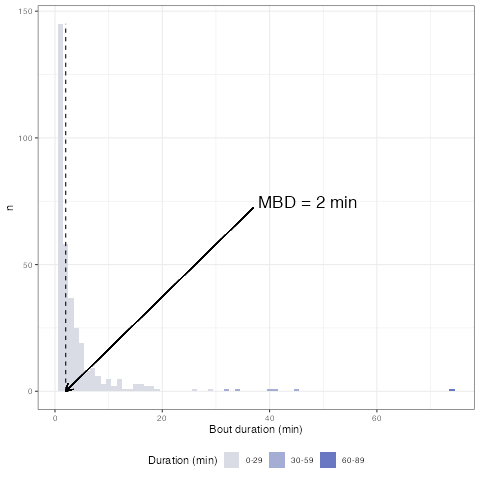 150
100
50
0
n
MBD = 2 min
0 20 40 60
Bout duration (min)
Duration (min) 0-29 30-59 60-89